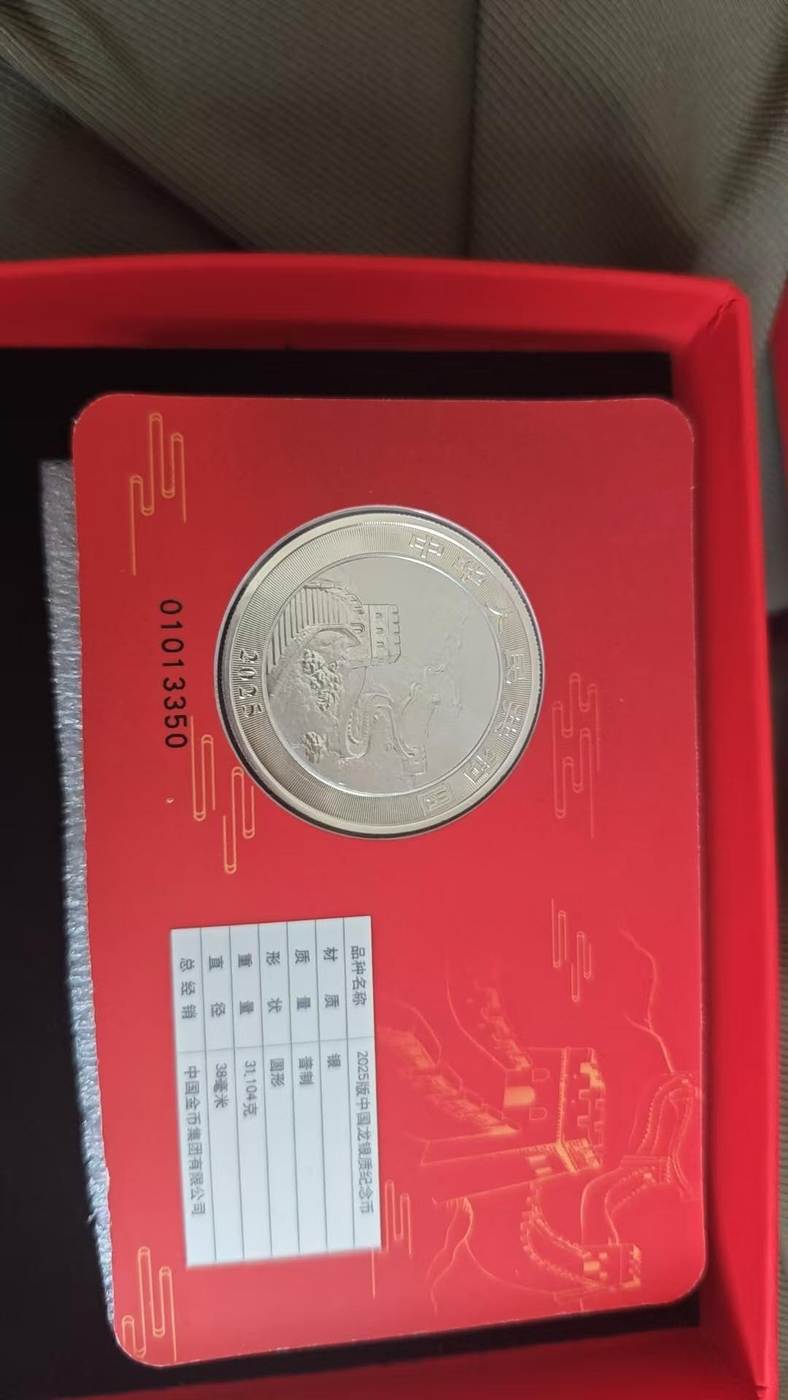 中华人民共和国
2025
01013350
品种名称 2025版中国龙银质纪念币
材 质 银
质 量 普制
形 状 圆形
重 量 31.104克
直 径 38毫米
总 经 销 中国金币集团有限公司